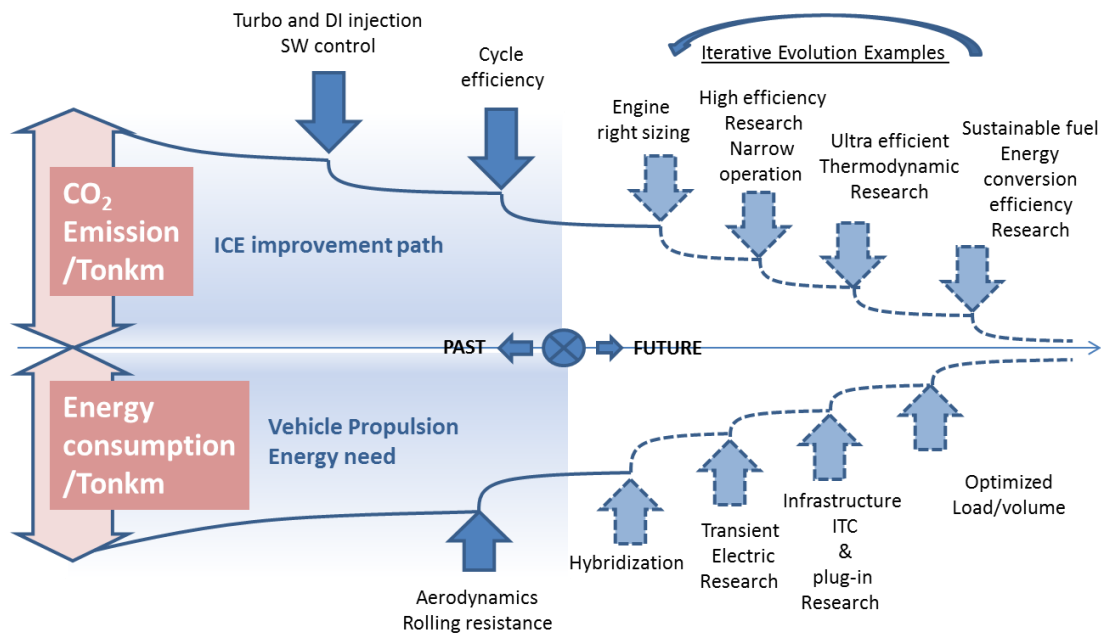 Turbo and DI injection
SW control
Cycle
efficiency
Iterative Evolution Examples
Engine
right sizing
High efficiency
Research
Narrow
operation
Ultra efficient
Thermodynamic
Research
Sustainable fuel
Energy
conversion
efficiency
Research
CO2
Emission
/Tonkm
ICE improvement path
PAST
FUTURE
Energy
consumption
/Tonkm
Vehicle Propulsion
Energy need
Aerodynamics
Rolling resistance
Hybridization
Transient
Electric
Research
Infrastructure
ITC
&
plug-in
Research
Optimized
Load/volume